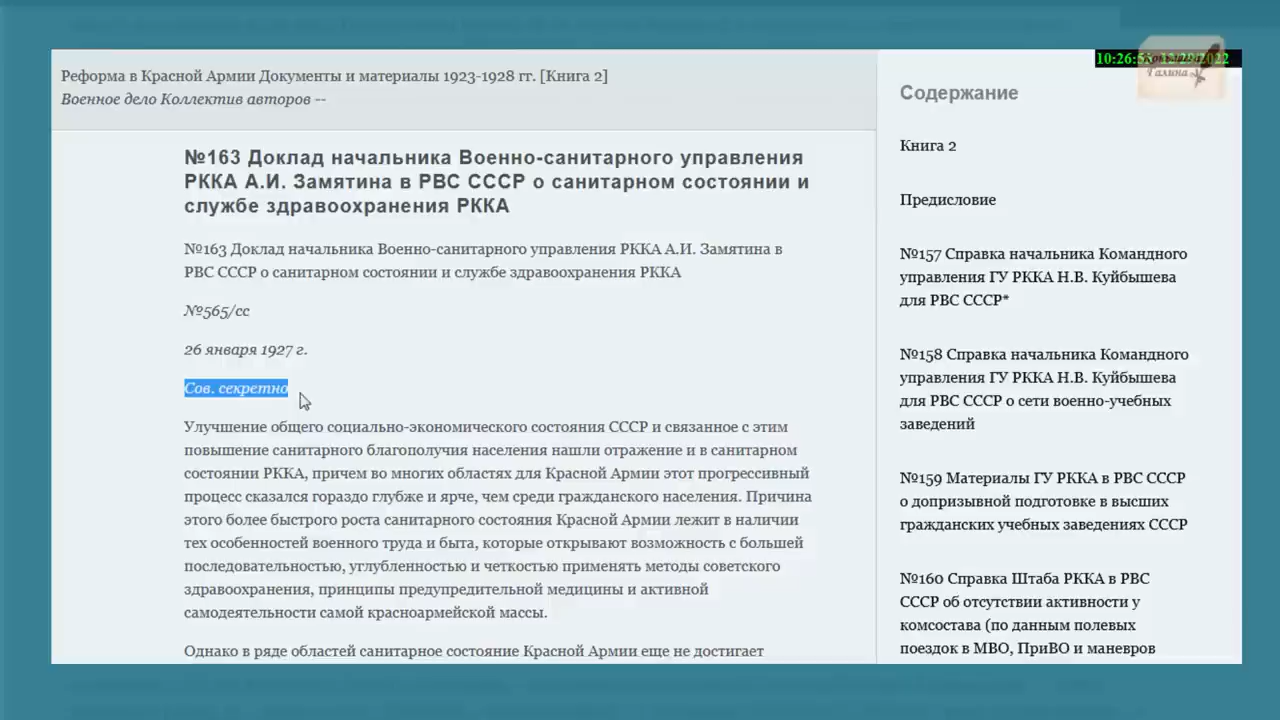 Реформа в Красной Армии Документы и материалы 1923-1928 гг. [Книга 2]
Военное дело Коллектив авторов --
№163 Доклад начальника Военно-санитарного управления
РККА А.И. Замятина в РВС СССР о санитарном состоянии и
службе здравоохранения РККА
№163 Доклад начальника Военно-санитарного управления РККА А.И. Замятина в
РВС СССР о санитарном состоянии и службе здравоохранения РККА
№565/сс
26 января 1927 г.
Сов. секретно
Улучшение общего социально-экономического состояния СССР и связанное с этим
повышение санитарного благополучия населения нашли отражение и в санитарном
состоянии РККА, причем во многих областях для Красной Армии этот прогрессивный
процесс сказался гораздо глубже и ярче, чем среди гражданского населения. Причина
этого более быстрого роста санитарного состояния Красной Армии лежит в наличии
тех особенностей военного труда и быта, которые открывают возможность с большей
последовательностью, углубленностью и четкостью применять методы советского
здравоохранения, принципы предупредительной медицины и активной
самодеятельности самой красноармейской массы.
Однако в ряде областей санитарное состояние Красной Армии еще не достигает
Галина
Содержание
Книга 2
Предисловие
№157 Справка начальника Командного
управления ГУ РККА Н.В. Куйбышева
для РВС СССР*
№158 Справка начальника Командного
управления ГУ РККА Н.В. Куйбышева
для РВС СССР о сети военно-учебных
заведений
№159 Материалы ГУ РККА в РВС СССР
о допризывной подготовке в высших
гражданских учебных заведениях СССР
№160 Справка Штаба РККА в РВС
СССР об отсутствии активности у
комсостава (по данным полевых
поездок в МВО, ПриВО и маневров